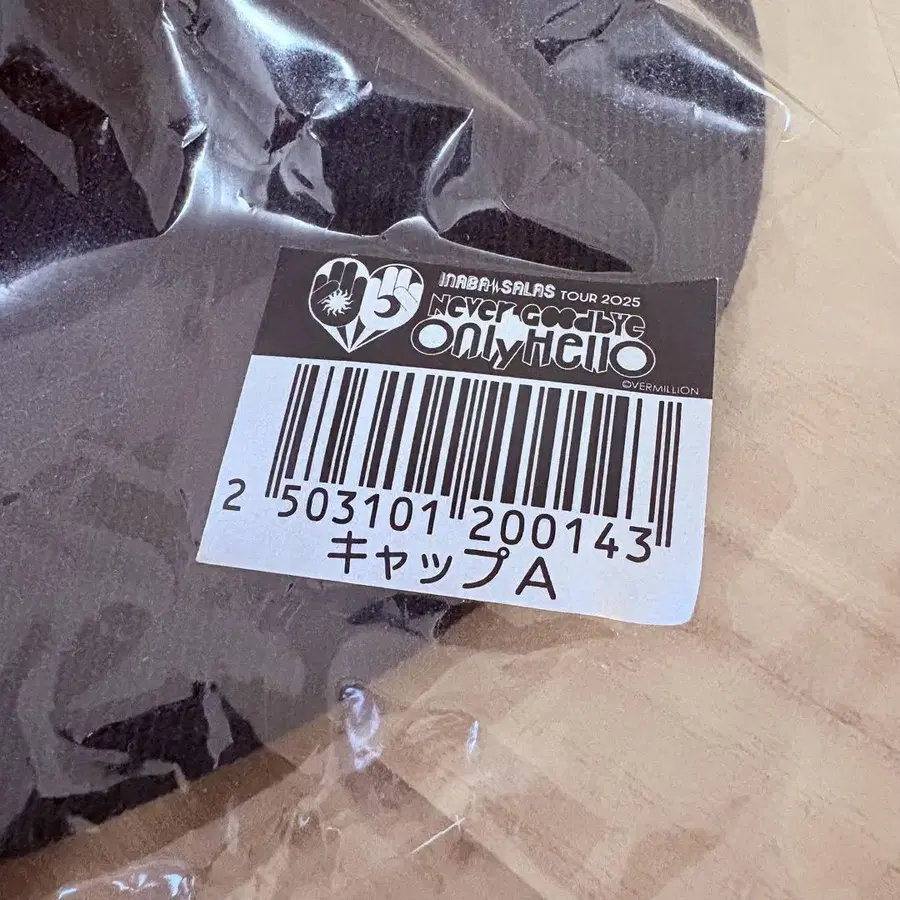 INABA/SALAS TOUR 2025
Never Goodbye
Only Hello
©VERMILLION
2 503101 200143
キャップA